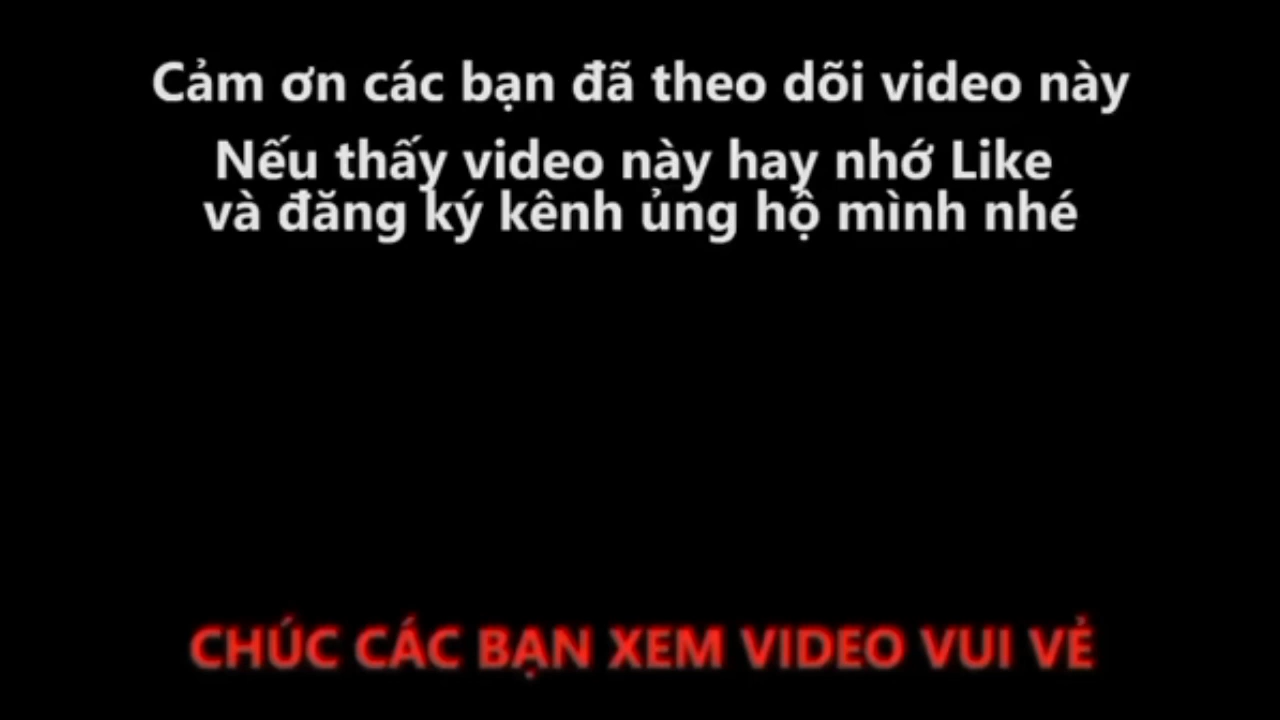 Cảm ơn các bạn đã theo dõi video này
Nếu thấy video này hay nhớ Like
và đăng ký kênh ủng hộ mình nhé
CHÚC CÁC BẠN XEM VIDEO VUI VẺ